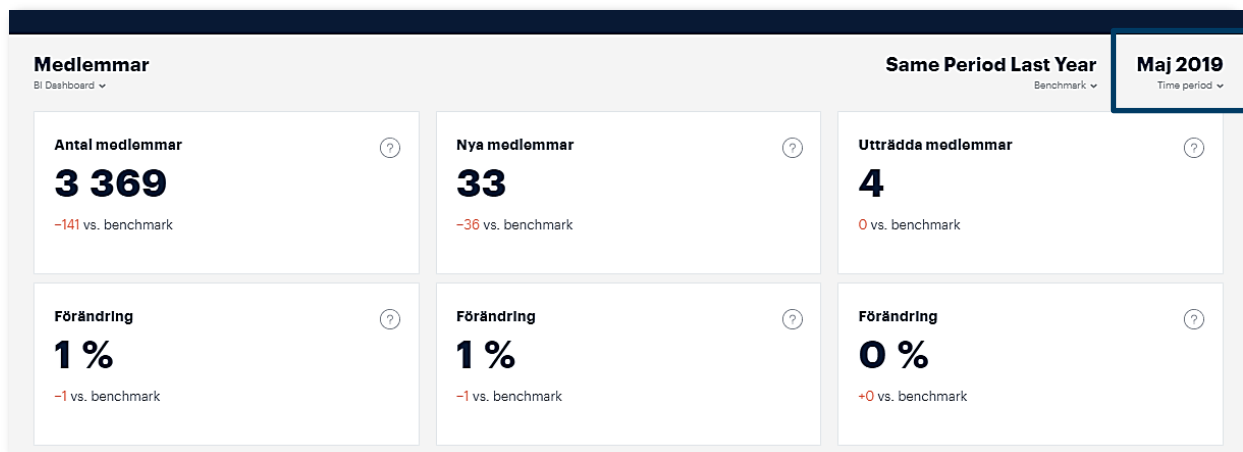 Medlemmar
BI Dashboard
Same Period Last Year
Benchmark
Maj 2019
Time period
Antal medlemmar
?
3 369
−141 vs. benchmark
Nya medlemmar
?
33
−36 vs. benchmark
Utträdda medlemmar
?
4
0 vs. benchmark
Förändring
?
1 %
−1 vs. benchmark
Förändring
?
1 %
−1 vs. benchmark
Förändring
?
0 %
+0 vs. benchmark